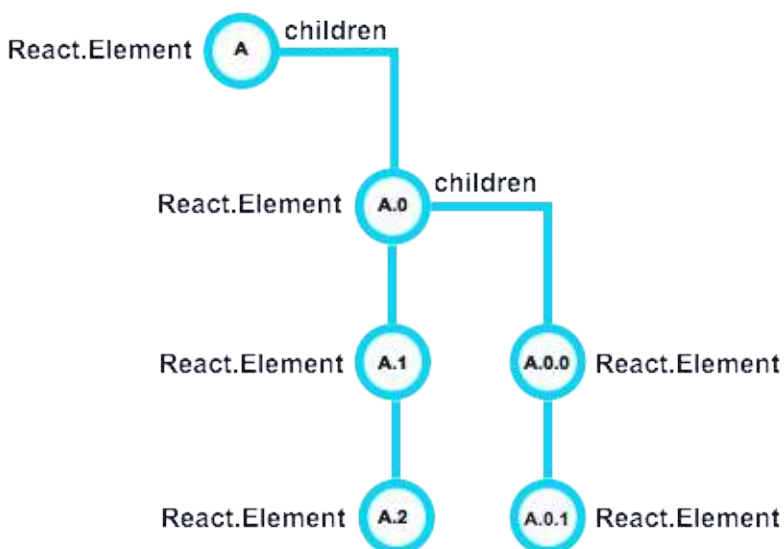 children
React.Element A
children
React.Element A.0
React.Element A.1 A.0.0 React.Element
React.Element A.2 A.0.1 React.Element